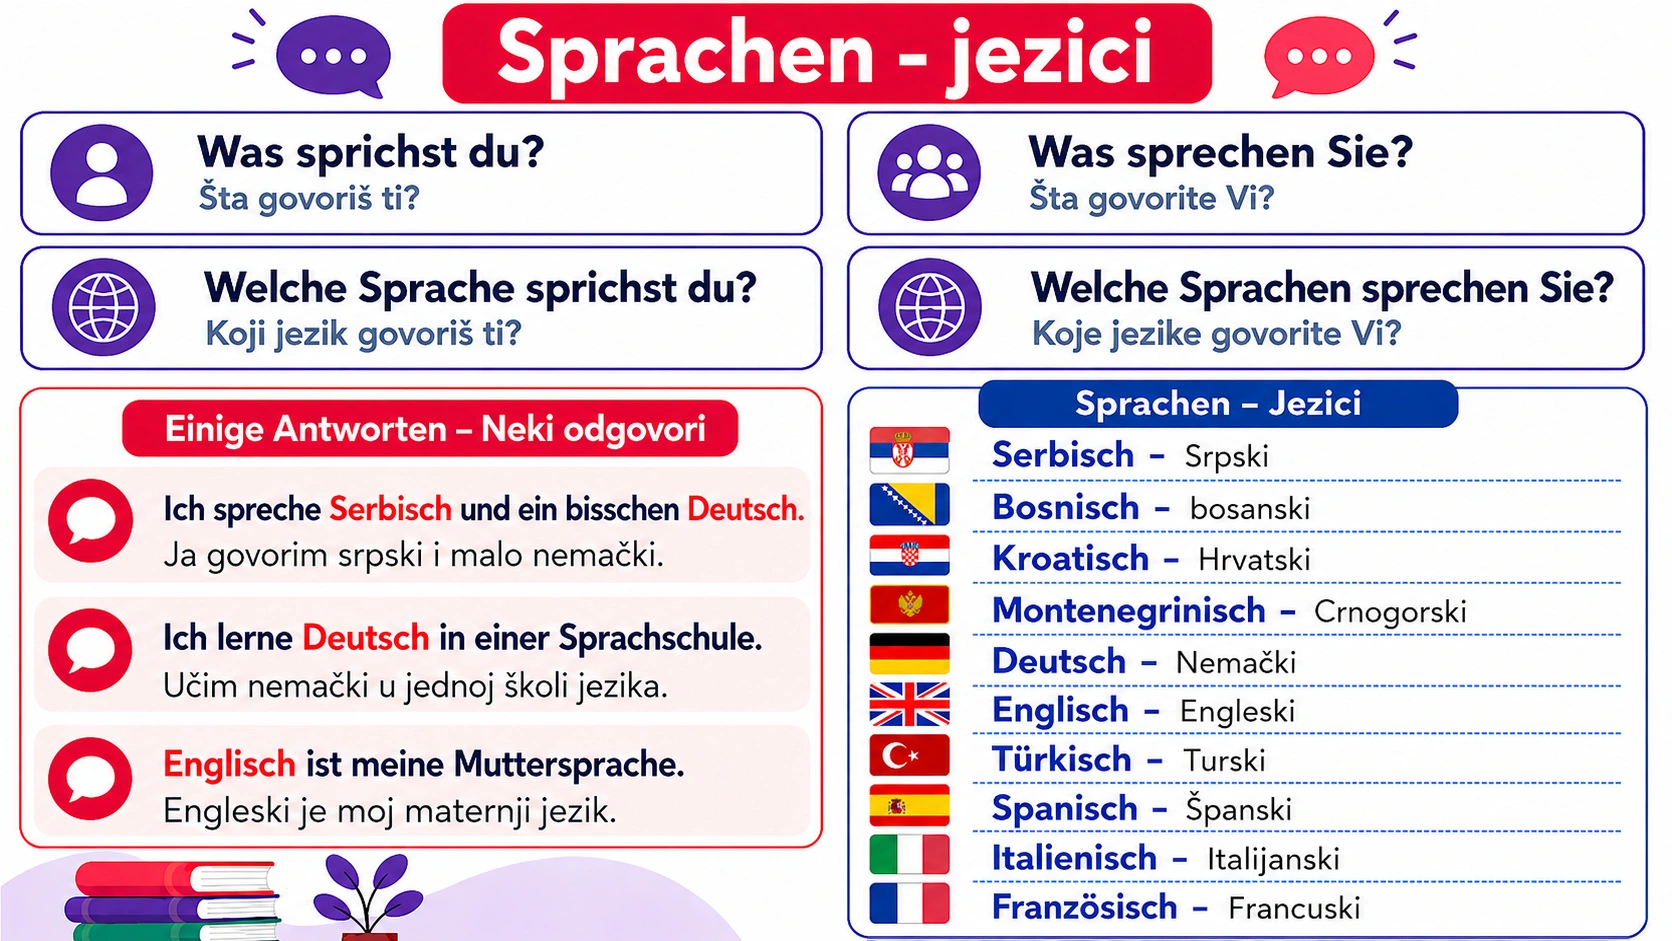 Sprachen - jezici
Was sprichst du?
Šta govoriš ti?
Was sprechen Sie?
Šta govorite Vi?
Welche Sprache sprichst du?
Koji jezik govoriš ti?
Welche Sprachen sprechen Sie?
Koje jezike govorite Vi?
Einige Antworten – Neki odgovori
Ich spreche Serbisch und ein bisschen Deutsch.
Ja govorim srpski i malo nemački.
Ich lerne Deutsch in einer Sprachschule.
Učim nemački u jednoj školi jezika.
Englisch ist meine Muttersprache.
Engleski je moj maternji jezik.
Sprachen – Jezici
Serbisch – Srpski
Bosnisch – bosanski
Kroatisch – Hrvatski
Montenegrinisch – Crnogorski
Deutsch – Nemački
Englisch – Engleski
Türkisch – Turski
Spanisch – Španski
Italienisch – Italijanski
Französisch – Francuski